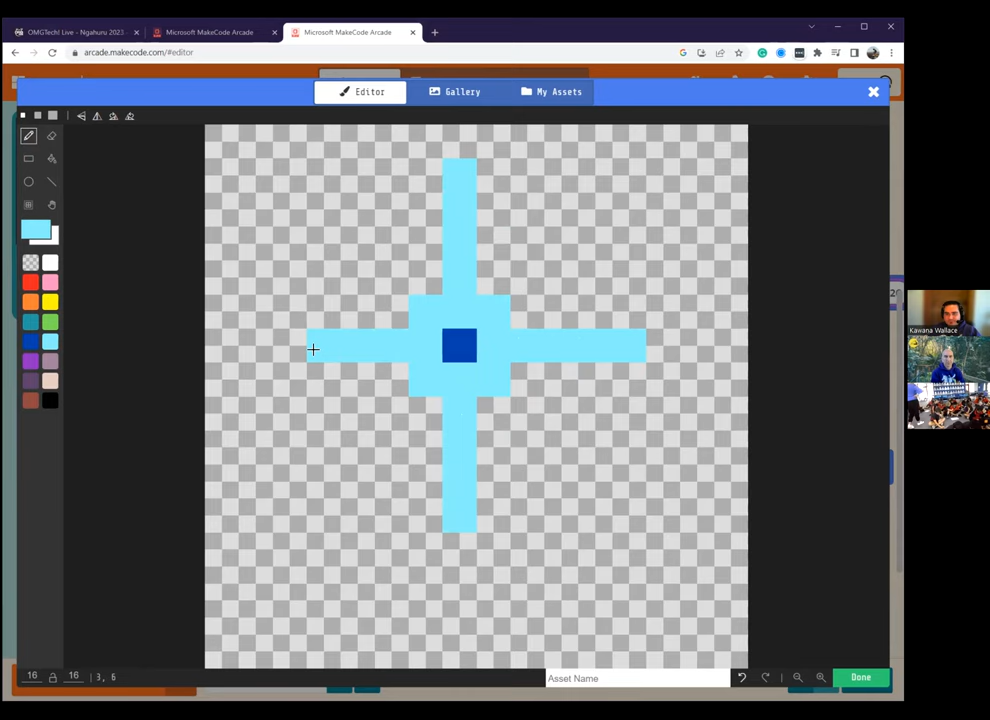 OMGTech! Live - Ngahuru 2023 -
Microsoft MakeCode Arcade
Microsoft MakeCode Arcade
arcade.makecode.com/#editor
Editor
Gallery
My Assets
Kawana Wallace
16
16
3, 6
Asset Name
Done